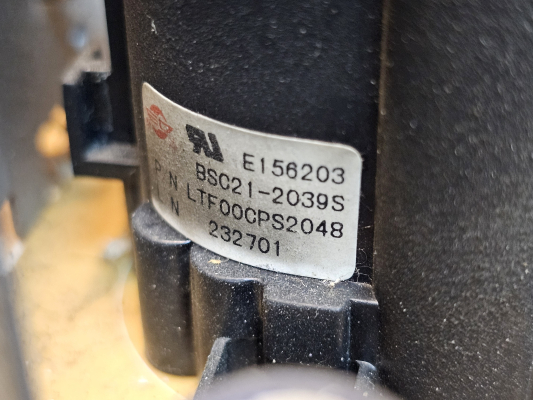 E156203
BSC21-2039S
P N LTF00CPS2048
N 232701